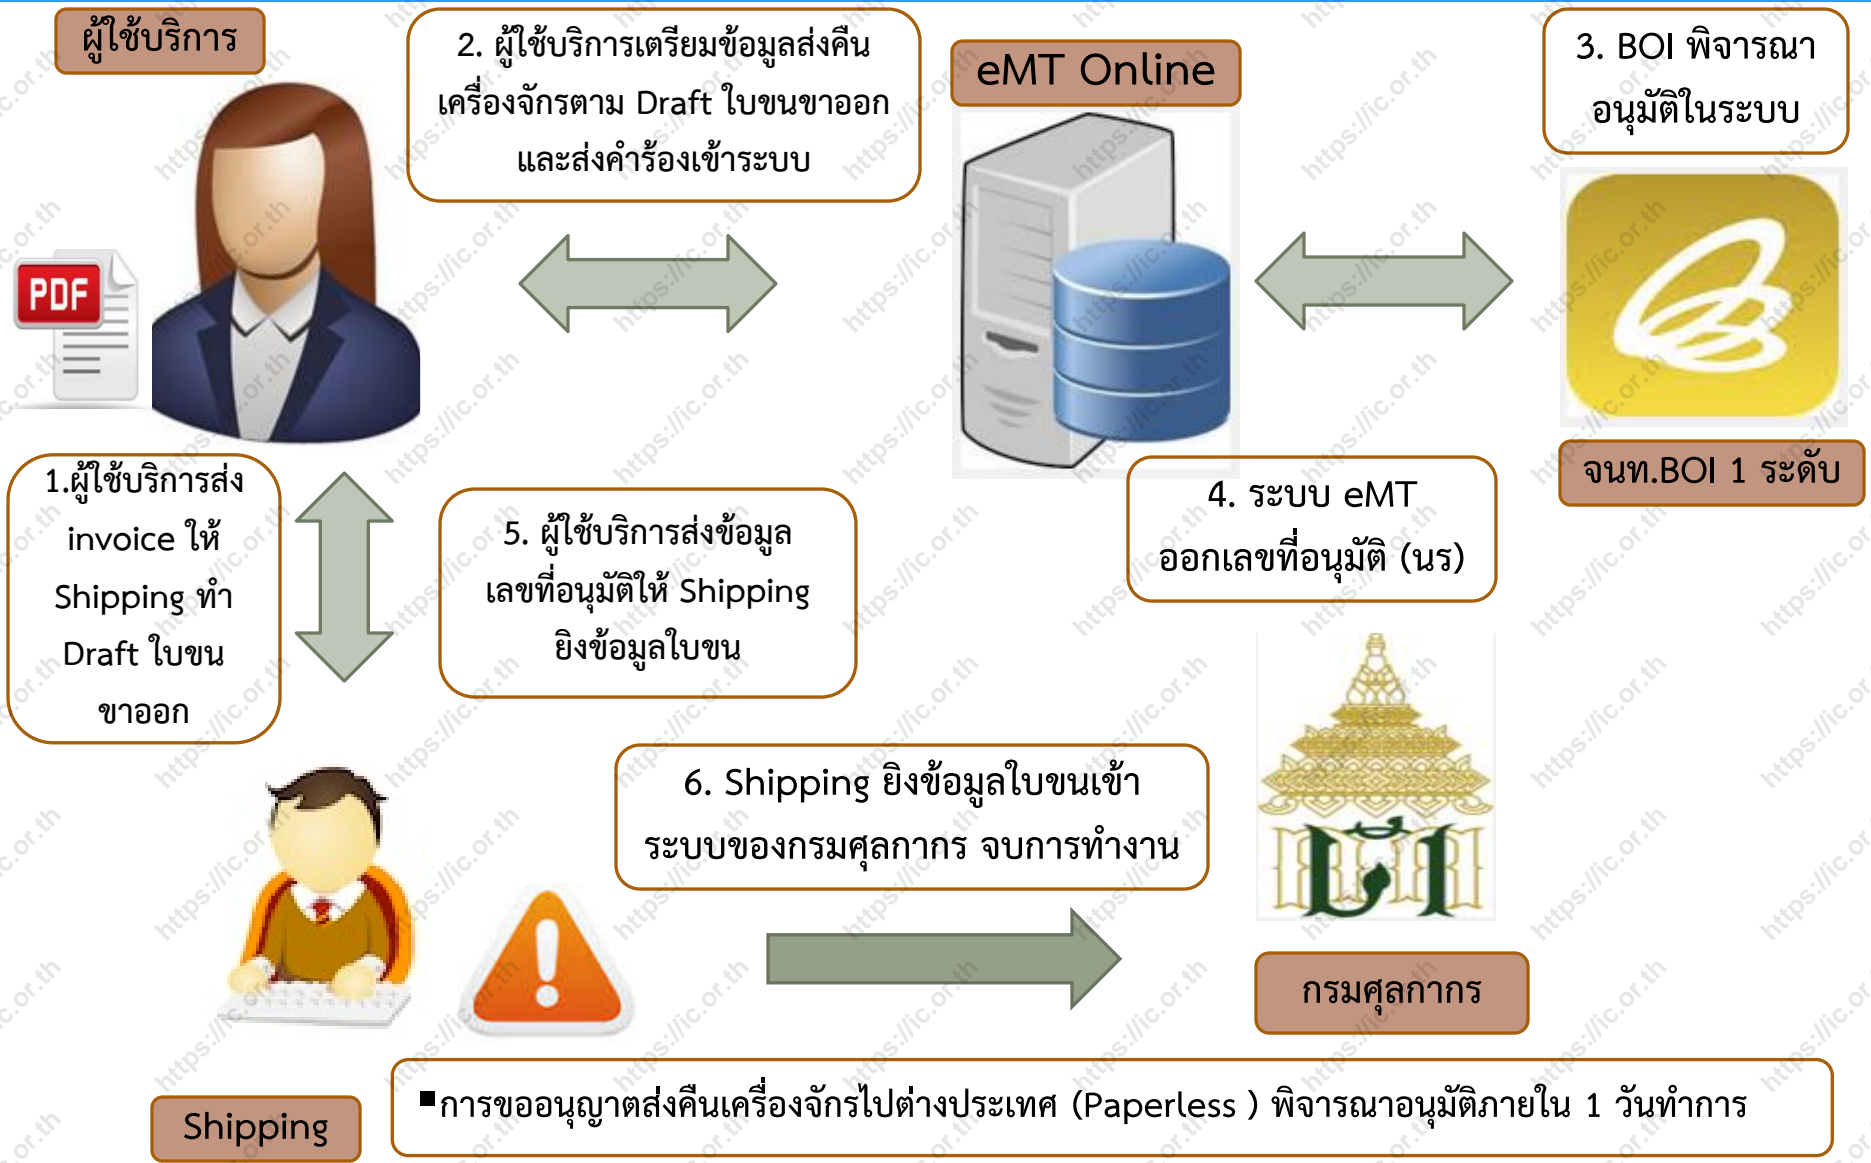 ผู้ใช้บริการ
2. ผู้ใช้บริการเตรียมข้อมูลส่งคืน
เครื่องจักรตาม Draft ใบขนขาออก
และส่งคำร้องเข้าระบบ
eMT Online
3. BOI พิจารณา
อนุมัติในระบบ
PDF
จนท.BOI 1 ระดับ
1.ผู้ใช้บริการส่ง
invoice ให้
Shipping ทำ
Draft ใบขน
ขาออก
5. ผู้ใช้บริการส่งข้อมูล
เลขที่อนุมัติให้ Shipping
ยิงข้อมูลใบขน
4. ระบบ eMT
ออกเลขที่อนุมัติ (นร)
6. Shipping ยิงข้อมูลใบขนเข้า
ระบบของกรมศุลกากร จบการทำงาน
กรมศุลกากร
Shipping
▪การขออนุญาตส่งคืนเครื่องจักรไปต่างประเทศ (Paperless ) พิจารณาอนุมัติภายใน 1 วันทำการ
https://ic.or.th